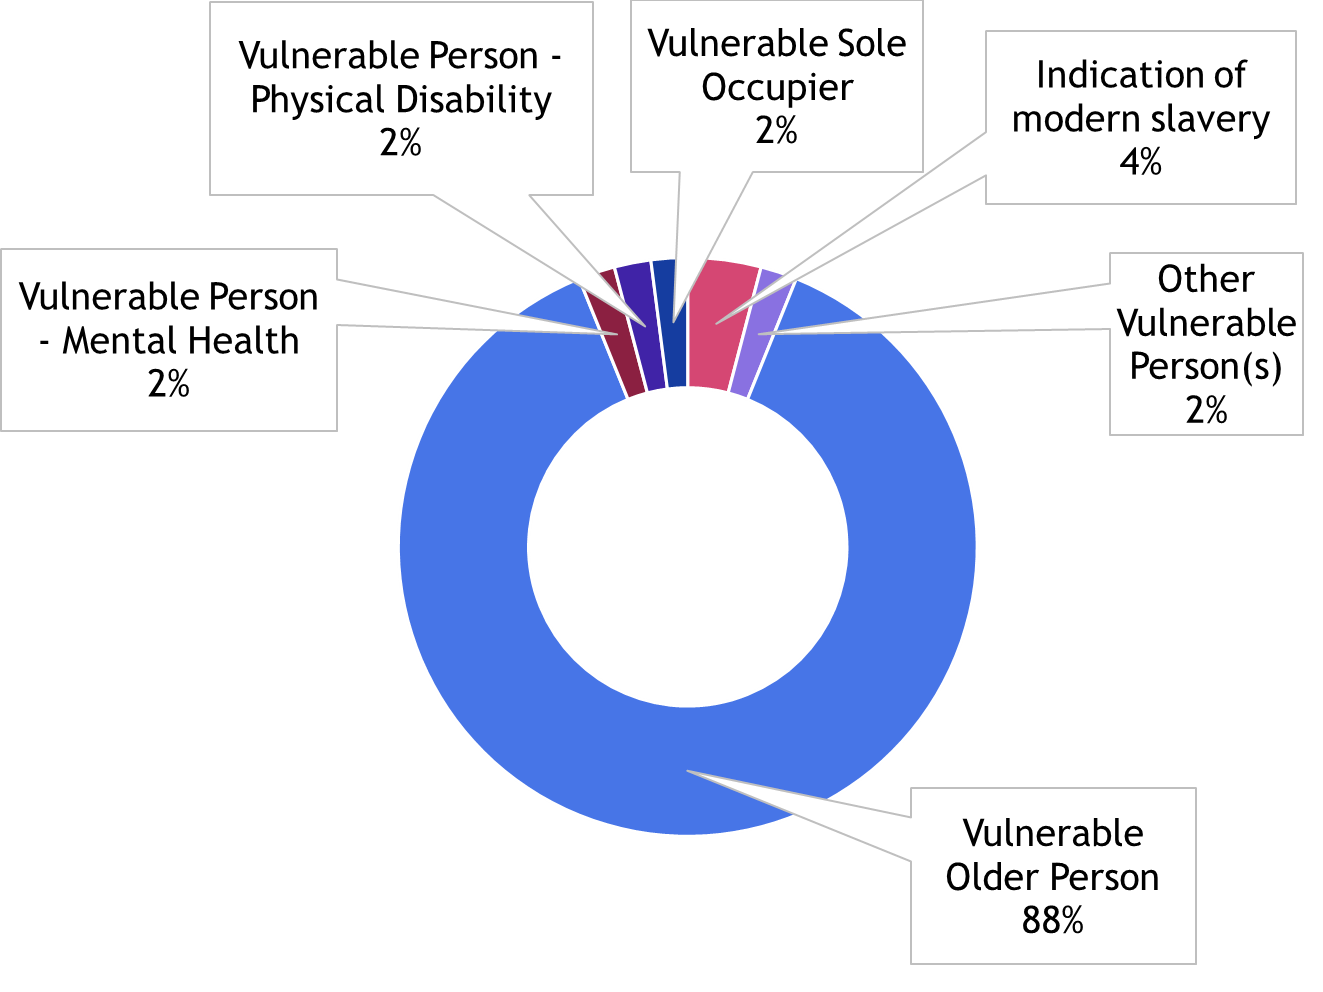 Vulnerable Person -
Physical Disability
2%
Vulnerable Sole
Occupier
2%
Indication of
modern slavery
4%
Vulnerable Person
- Mental Health
2%
Other
Vulnerable
Person(s)
2%
Vulnerable
Older Person
88%